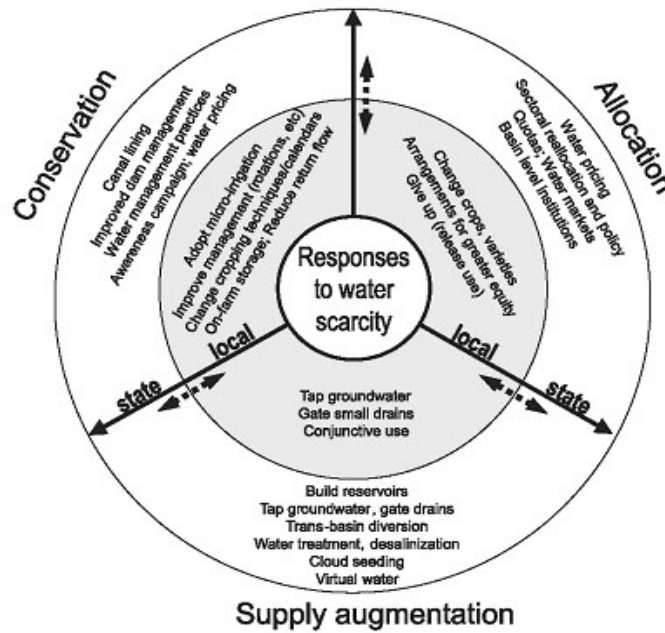 Conservation
Canal lining
Improved dam management
Water management practices
Awareness campaign; water pricing
Adopt micro-irrigation
Improve management (rotations, etc)
Change cropping techniques/calendars
On-farm storage; Reduce return flow
Allocation
Water pricing
Sectoral reallocation and policy
Quotas; Water markets
Basin level institutions
Change crops, varieties
Arrangements for greater equity
Give up (release use)
Responses
to water
scarcity
local
state
local
state
Tap groundwater
Gate small drains
Conjunctive use
Build reservoirs
Tap groundwater, gate drains
Trans-basin diversion
Water treatment, desalinization
Cloud seeding
Virtual water
Supply augmentation